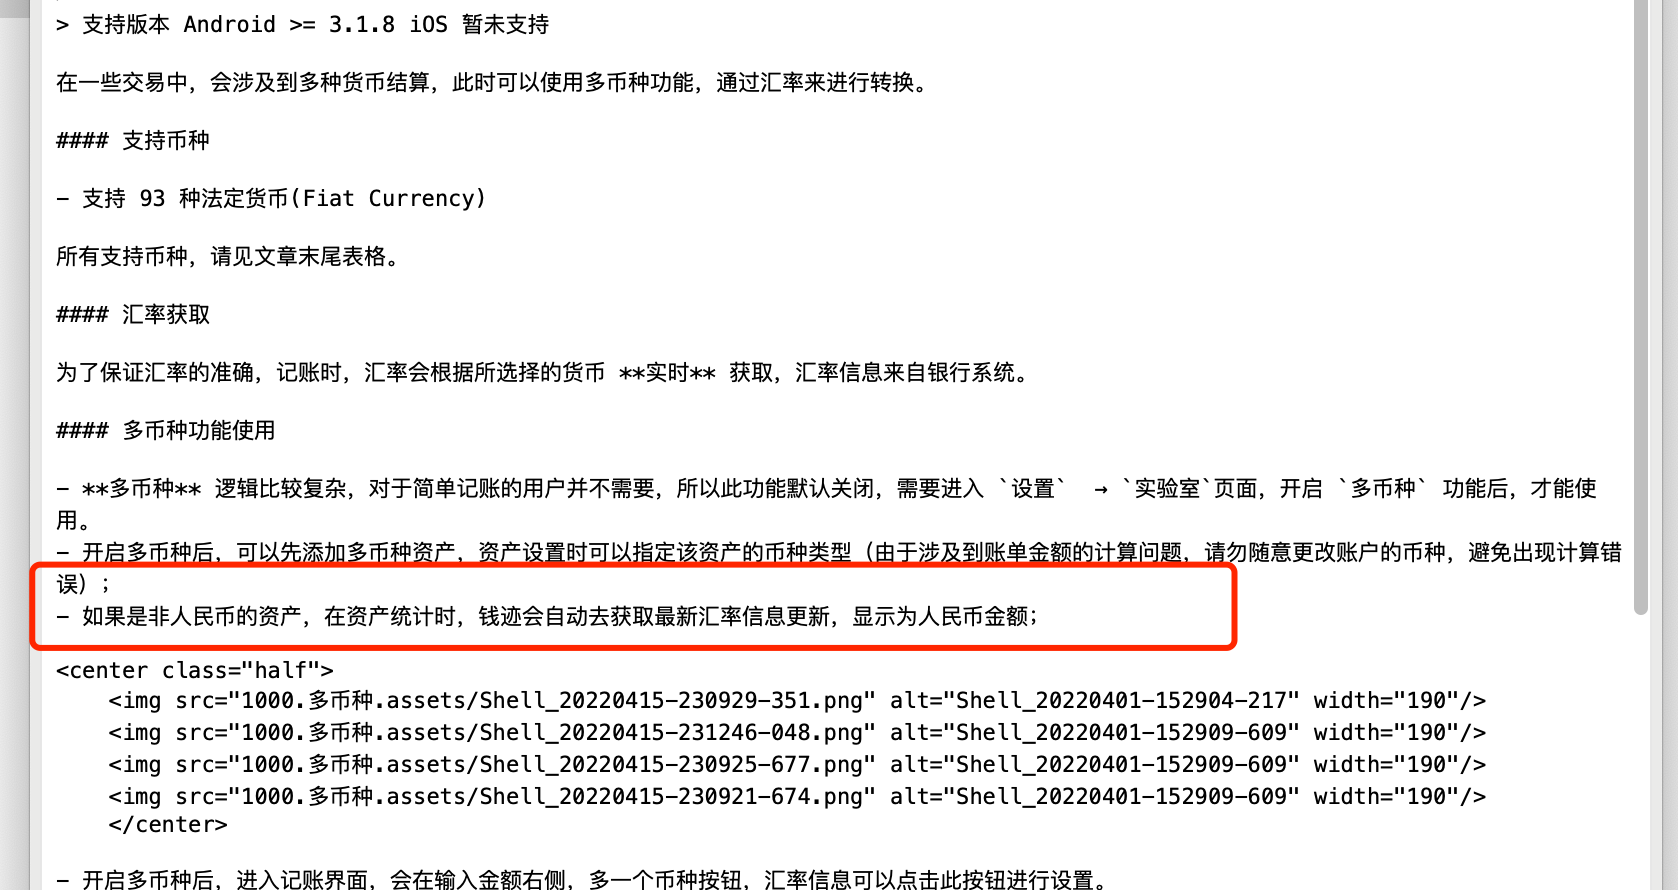 > 支持版本 Android >= 3.1.8 iOS 暂未支持
在一些交易中，会涉及到多种货币结算，此时可以使用多币种功能，通过汇率来进行转换。
#### 支持币种
- 支持 93 种法定货币(Fiat Currency)
所有支持币种，请见文章末尾表格。
#### 汇率获取
为了保证汇率的准确，记账时，汇率会根据所选择的货币 **实时** 获取，汇率信息来自银行系统。
#### 多币种功能使用
- **多币种** 逻辑比较复杂，对于简单记账的用户并不需要，所以此功能默认关闭，需要进入 `设置`  → `实验室`页面，开启 `多币种` 功能后，才能使
用。
- 开启多币种后，可以先添加多币种资产，资产设置时可以指定该资产的币种类型（由于涉及到账单金额的计算问题，请勿随意更改账户的币种，避免出现计算错
误）；
- 如果是非人民币的资产，在资产统计时，钱迹会自动去获取最新汇率信息更新，显示为人民币金额；
<center class="half">
    <img src="1000.多币种.assets/Shell_20220415-230929-351.png" alt="Shell_20220401-152904-217" width="190"/>
    <img src="1000.多币种.assets/Shell_20220415-231246-048.png" alt="Shell_20220401-152909-609" width="190"/>
    <img src="1000.多币种.assets/Shell_20220415-230925-677.png" alt="Shell_20220401-152909-609" width="190"/>
    <img src="1000.多币种.assets/Shell_20220415-230921-674.png" alt="Shell_20220401-152909-609" width="190"/>
    </center>
- 开启多币种后，进入记账界面，会在输入金额右侧，多一个币种按钮，汇率信息可以点击此按钮进行设置。